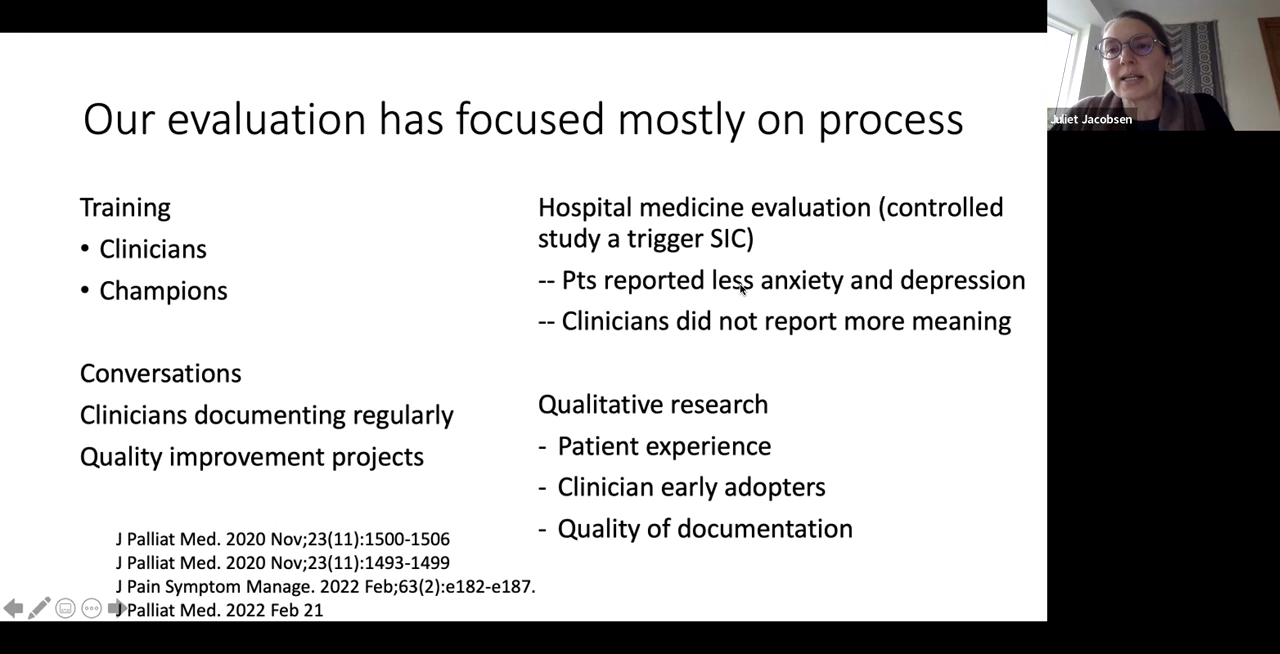 Our evaluation has focused mostly on process
Training
• Clinicians
• Champions
Conversations
Clinicians documenting regularly
Quality improvement projects
J Palliat Med. 2020 Nov;23(11):1500-1506
J Palliat Med. 2020 Nov;23(11):1493-1499
J Pain Symptom Manage. 2022 Feb;63(2):e182-e187.
J Palliat Med. 2022 Feb 21
Hospital medicine evaluation (controlled
study a trigger SIC)
-- Pts reported less anxiety and depression
-- Clinicians did not report more meaning
Qualitative research
- Patient experience
- Clinician early adopters
- Quality of documentation
Juliet Jacobsen